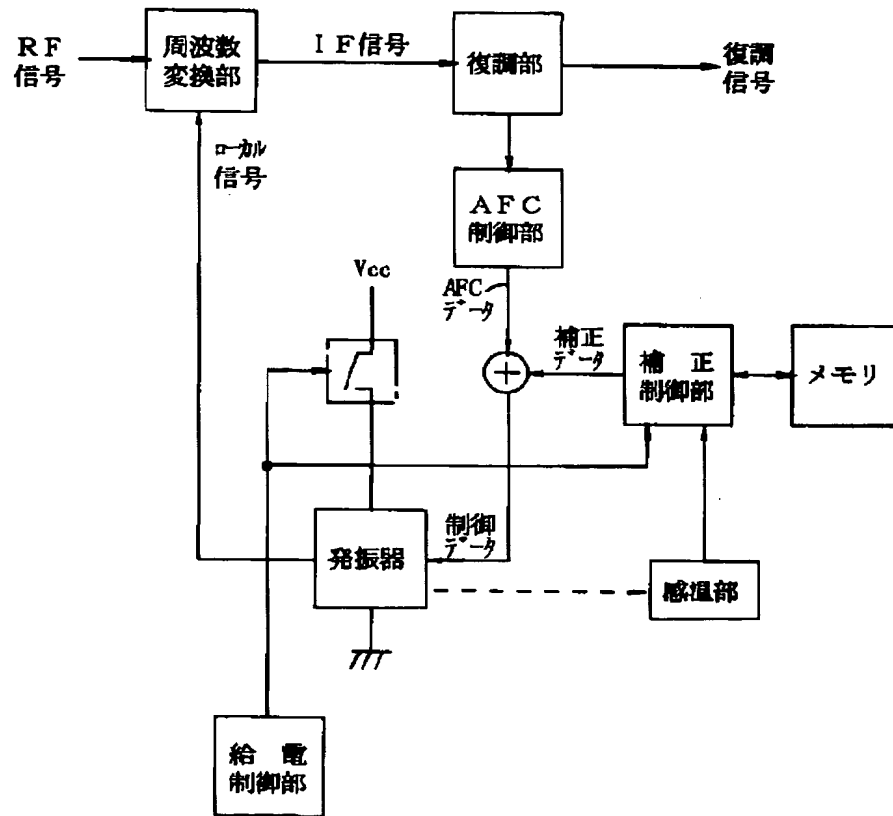 RF
信号
周波数
変換部
IF信号
復調部
復調
信号
ローカル
信号
AFC
制御部
Vcc
AFC
データ
補正
データ
補正
制御部
メモリ
制御
データ
発振器
感温部
給電
制御部